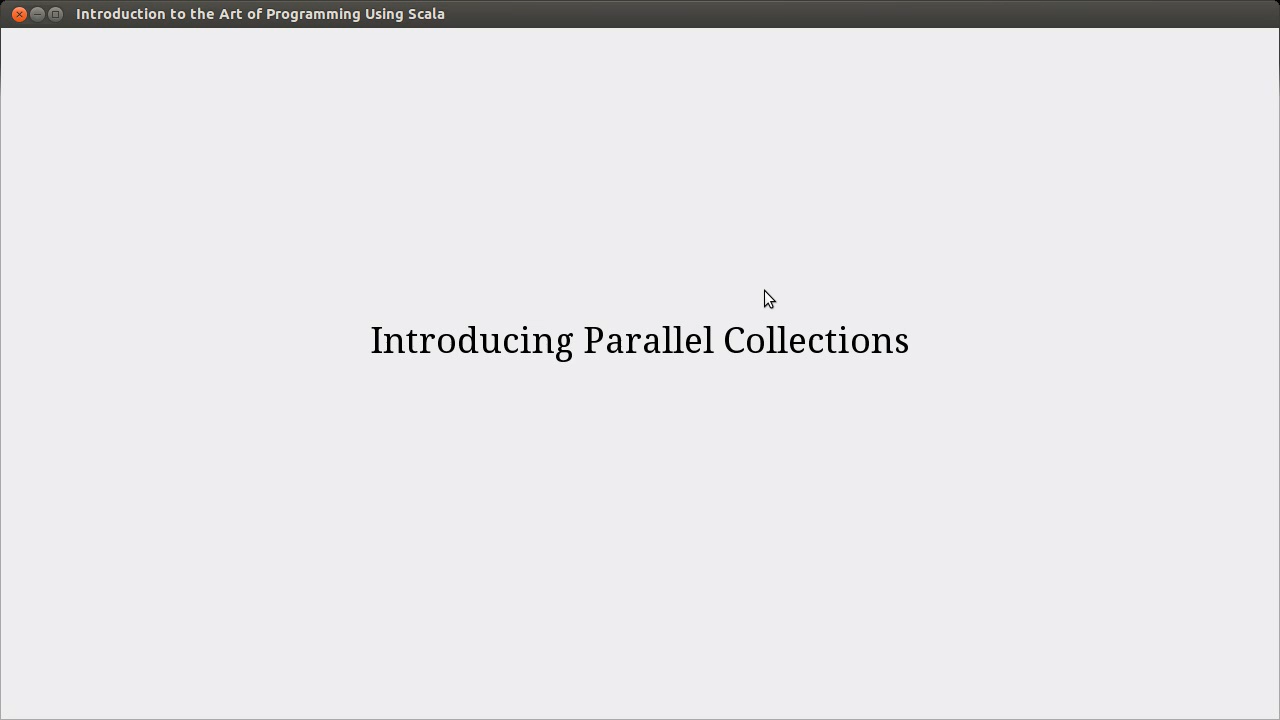 Introduction to the Art of Programming Using Scala
Introducing Parallel Collections